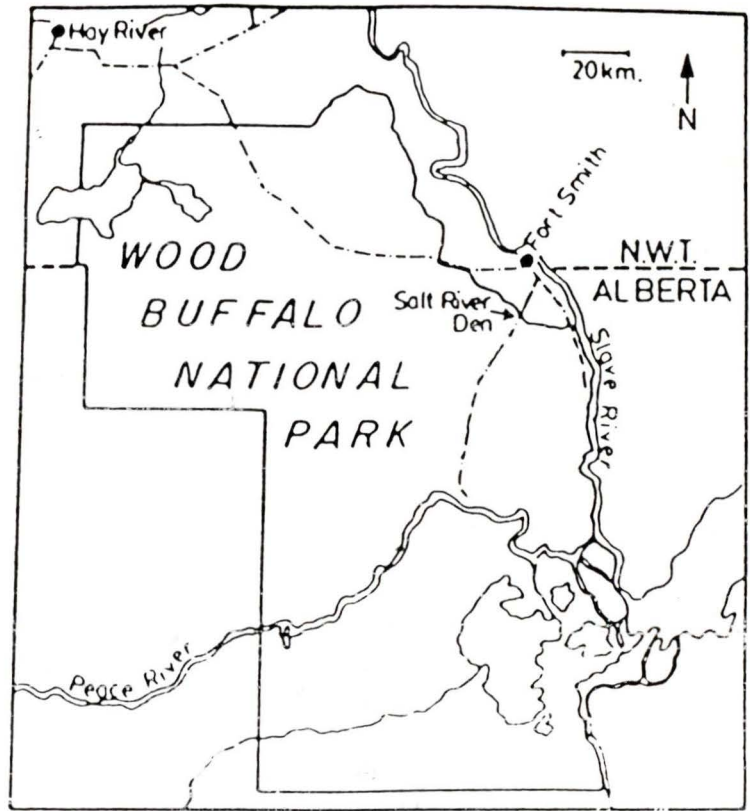 Hay River
20km.
N
Fort Smith
N.W.T.
ALBERTA
WOOD
BUFFALO
NATIONAL
PARK
Salt River
Den
Slave River
Peace River